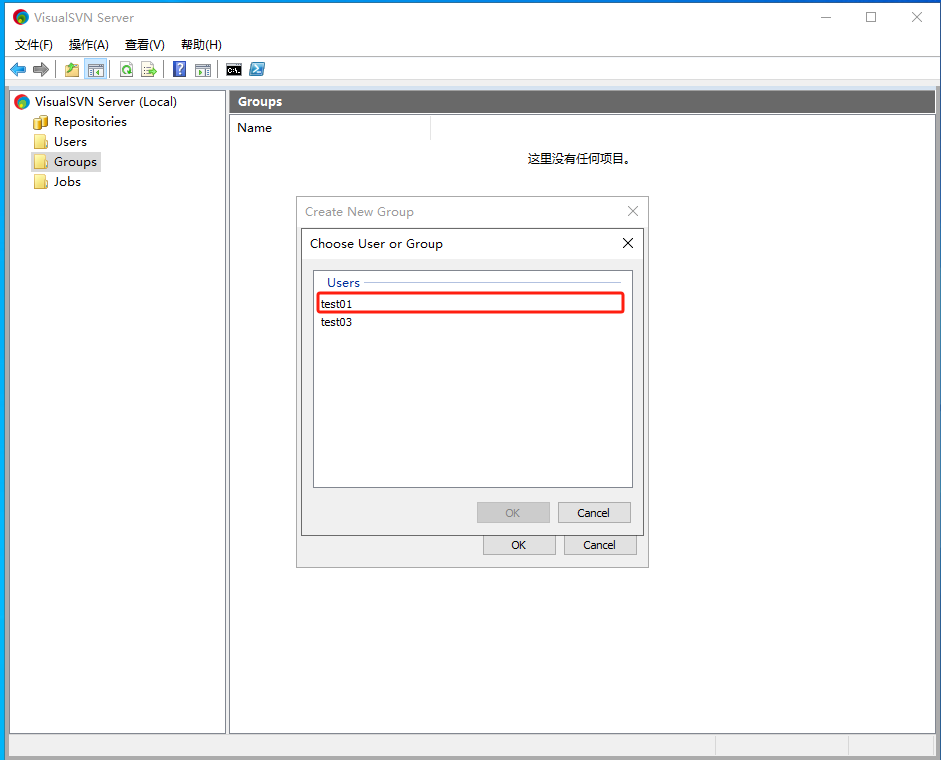 VisualSVN Server
文件(F) 操作(A) 查看(V) 帮助(H)
C:\.
VisualSVN Server (Local)
Repositories
Users
Groups
Jobs
Groups
Name
这里没有任何项目。
Create New Group
Choose User or Group
Users
test01
test03
OK Cancel
OK Cancel